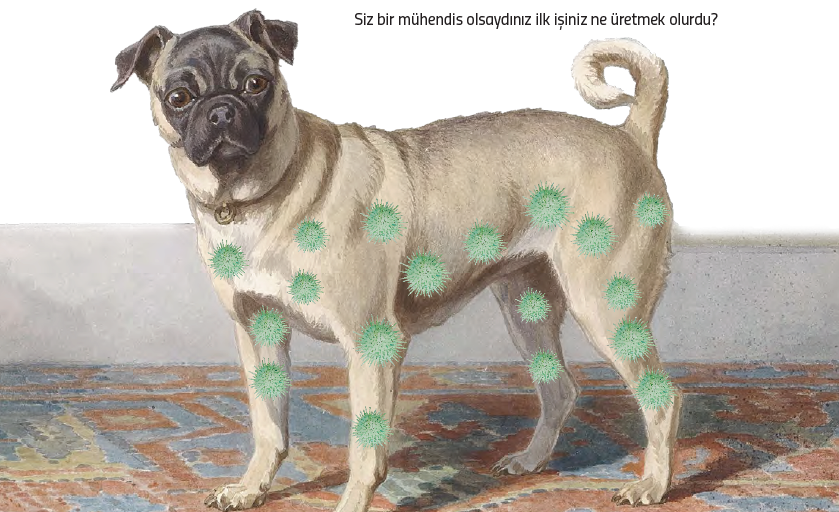 Siz bir mühendis olsaydınız ilk işiniz ne üretmek olurdu?